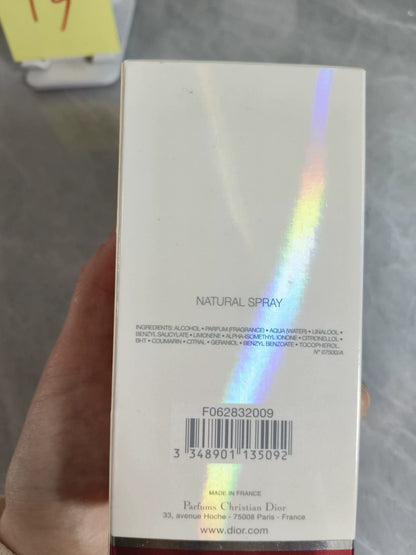 19
NATURAL SPRAY
INGREDIENTS: ALCOHOL • PARFUM (FRAGRANCE) • AQUA (WATER) • LINALOOL •
BENZYL SALICYLATE • LIMONENE • ALPHA-ISOMETHYL IONONE • CITRONELLOL •
BHT • COUMARIN • CITRAL • GERANIOL • BENZYL BENZOATE • TOCOPHEROL.
N° 07500/A
F062832009
3 348901 135092
MADE IN FRANCE
Parfums Christian Dior
33, avenue Hoche - 75008 Paris - France
www.dior.com